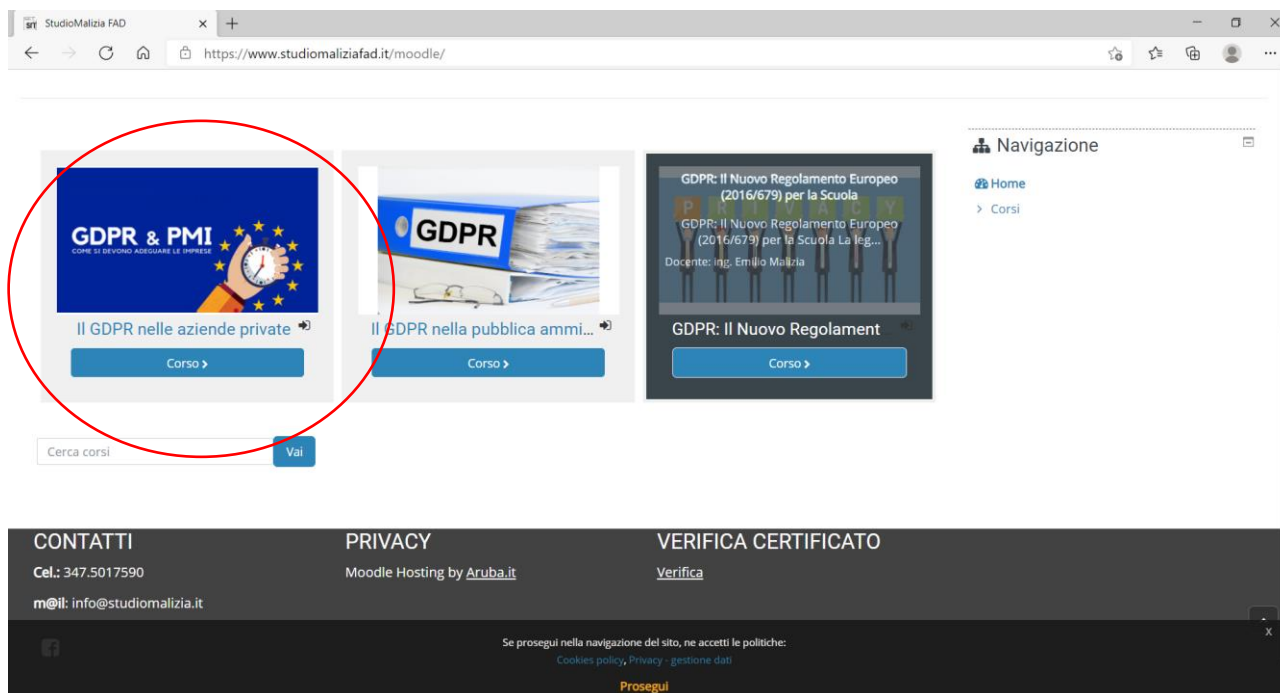 StudioMalizia FAD
https://www.studiomaliziafad.it/moodle/
GDPR & PMI
COME SI DEVONO ADEGUARE LE IMPRESE
Il GDPR nelle aziende private
Corso
GDPR
Il GDPR nella pubblica ammi...
Corso
GDPR: Il Nuovo Regolamento Europeo
(2016/679) per la Scuola
PRIVACY
GDPR: Il Nuovo Regolamento Europeo
(2016/679) per la Scuola La leg...
Docente: ing. Emilio Malizia
GDPR: Il Nuovo Regolament
Corso
Navigazione
Home
Corsi
Cerca corsi
Vai
CONTATTI
Cel.: 347.5017590
m@il: info@studiomalizia.it
PRIVACY
Moodle Hosting by Aruba.it
VERIFICA CERTIFICATO
Verifica
x
Se prosegui nella navigazione del sito, ne accetti le politiche:
Cookies policy, Privacy - gestione dati
Prosegui